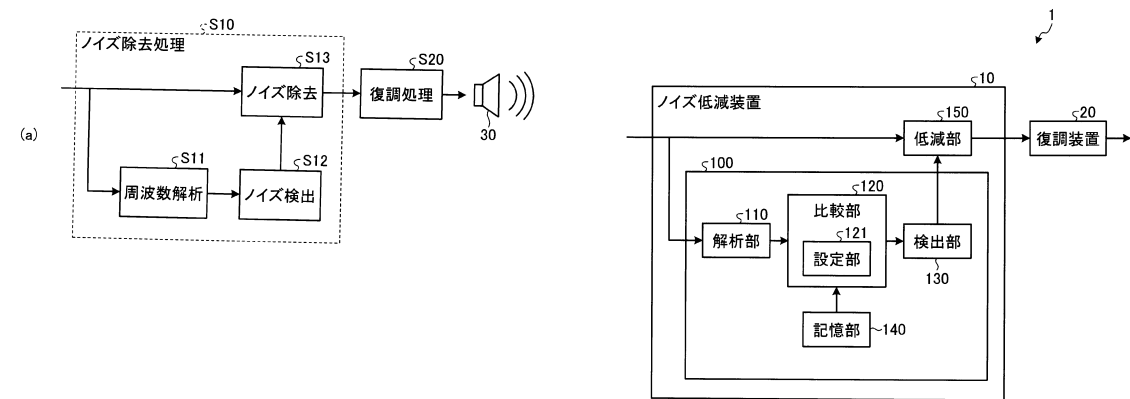 S10
ノイズ除去処理
S13
ノイズ除去
S20
復調処理
30
(a)
S11
周波数解析
S12
ノイズ検出
1
10
ノイズ低減装置
150
低減部
20
復調装置
100
120
比較部
110
解析部
121
設定部
検出部
130
記憶部
140